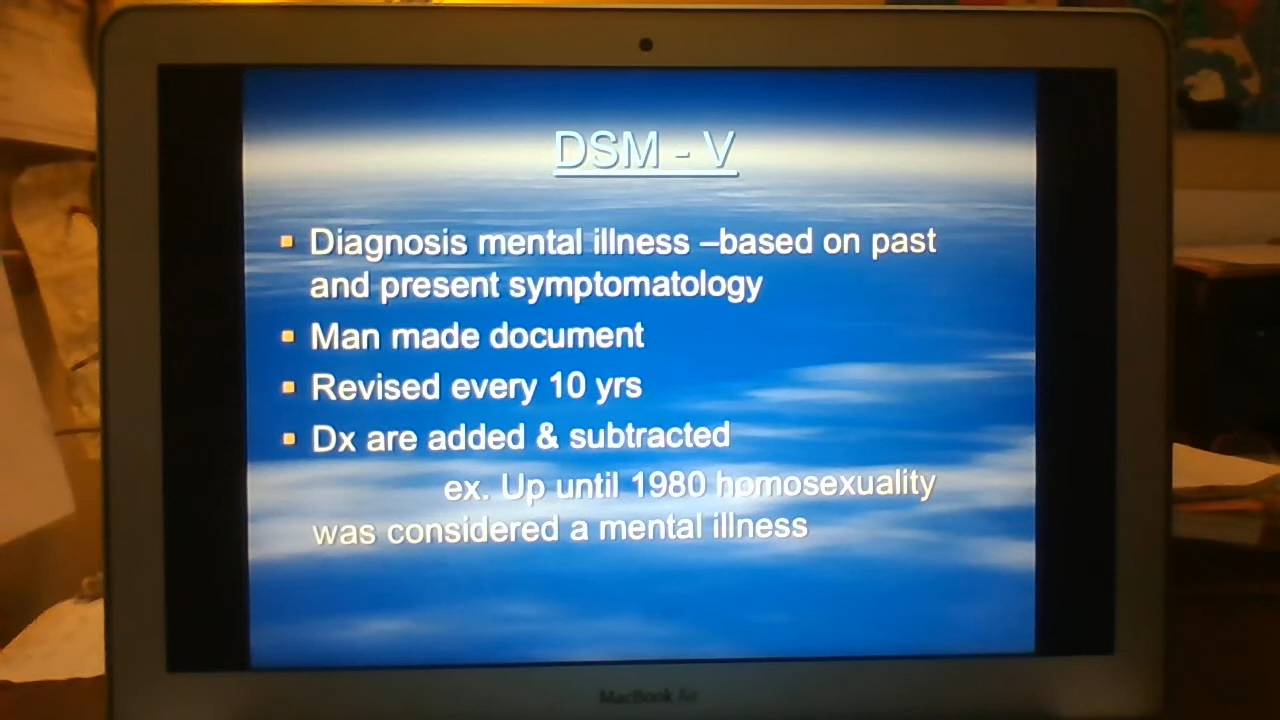 DSM - V
Diagnosis mental illness –based on past
and present symptomatology
Man made document
Revised every 10 yrs
Dx are added & subtracted
ex. Up until 1980 homosexuality
was considered a mental illness
MacBook Air